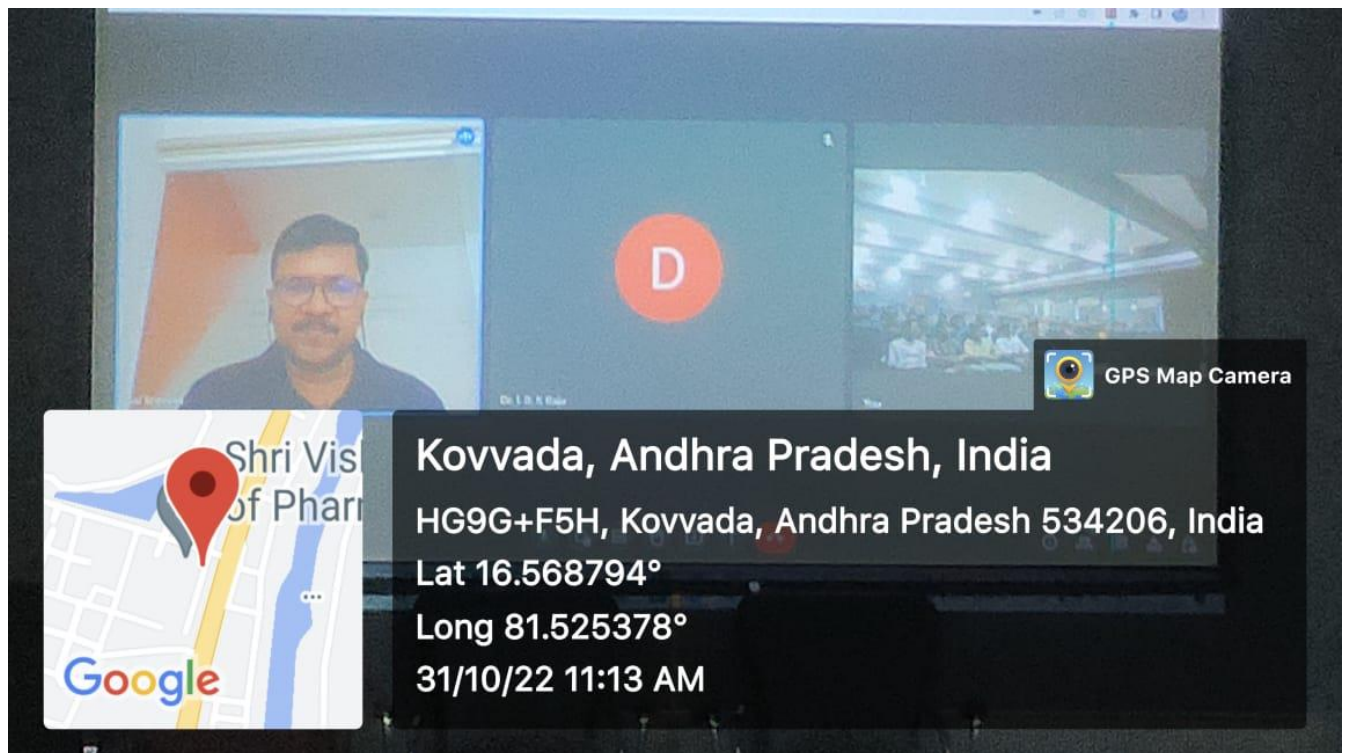 D
You
GPS Map Camera
Shri Vis
of Pharr
Google
Kovvada, Andhra Pradesh, India
HG9G+F5H, Kovvada, Andhra Pradesh 534206, India
Lat 16.568794°
Long 81.525378°
31/10/22 11:13 AM